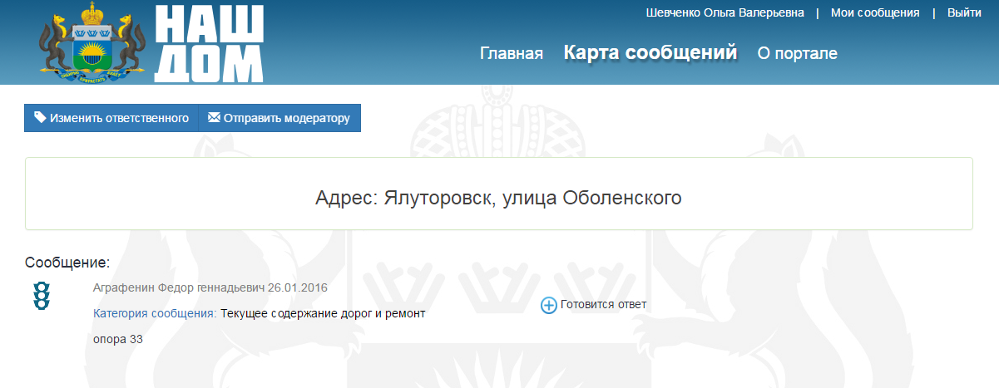 НАШ
ДОМ
Шевченко Ольга Валерьевна | Мои сообщения | Выйти
Главная Карта сообщений О портале
Изменить ответственного Отправить модератору
Адрес: Ялуторовск, улица Оболенского
Сообщение:
Аграфенин Федор геннадьевич 26.01.2016
Категория сообщения: Текущее содержание дорог и ремонт
Готовится ответ
опора 33